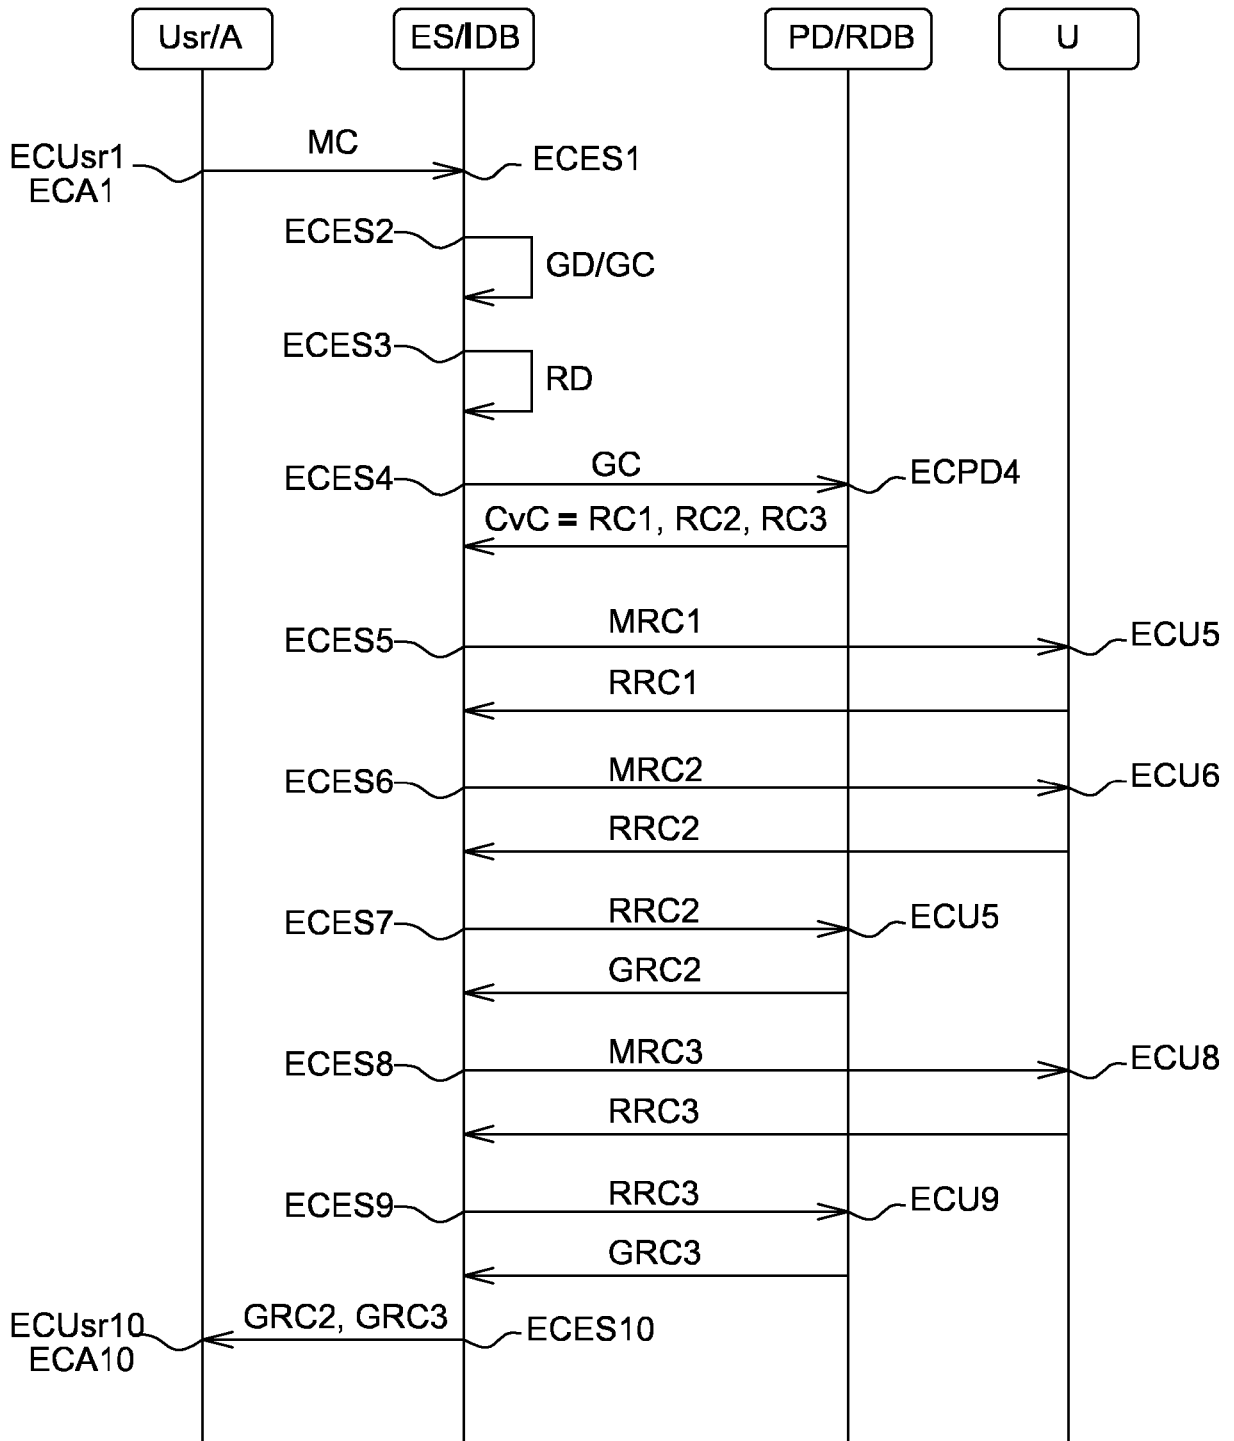 Usr/A
ES/IDB
PD/RDB
U
MC
ECUsr1
ECA1
ECES1
ECES2
GD/GC
ECES3
RD
GC
ECES4
ECPD4
CvC = RC1, RC2, RC3
MRC1
ECES5
ECU5
RRC1
MRC2
ECES6
ECU6
RRC2
RRC2
ECES7
ECU5
GRC2
MRC3
ECES8
ECU8
RRC3
RRC3
ECES9
ECU9
GRC3
GRC2, GRC3
ECUsr10
ECA10
ECES10